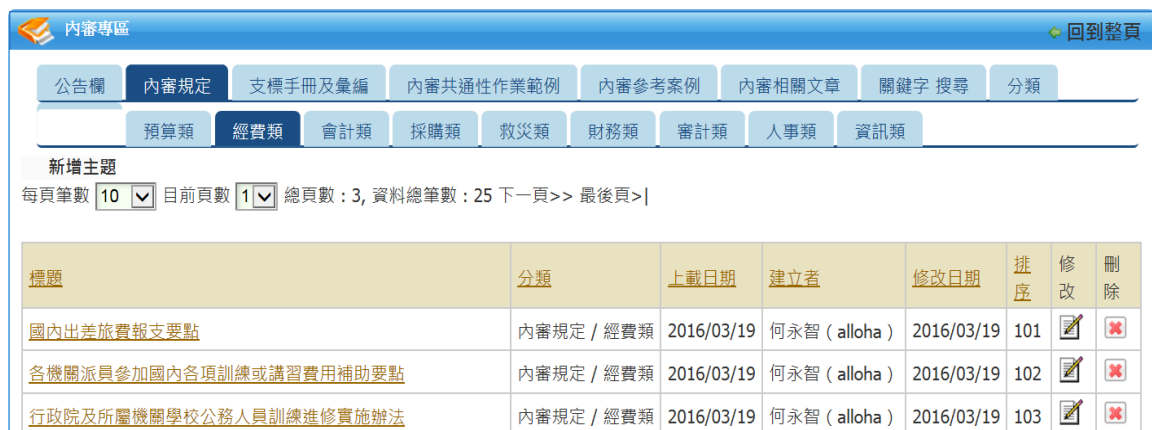 內審專區 回到整頁
公告欄 內審規定 支標手冊及彙編 內審共通性作業範例 內審參考案例 內審相關文章 關鍵字 搜尋 分類
預算類 經費類 會計類 採購類 救災類 財務類 審計類 人事類 資訊類
新增主題
每頁筆數 10 目前頁數 1 總頁數：3, 資料總筆數：25 下一頁>> 最後頁>|
標題 分類 上載日期 建立者 修改日期 排序 修改 刪除
國內出差旅費報支要點 內審規定 / 經費類 2016/03/19 何永智（alloha） 2016/03/19 101
各機關派員參加國內各項訓練或講習費用補助要點 內審規定 / 經費類 2016/03/19 何永智（alloha） 2016/03/19 102
行政院及所屬機關學校公務人員訓練進修實施辦法 內審規定 / 經費類 2016/03/19 何永智（alloha） 2016/03/19 103